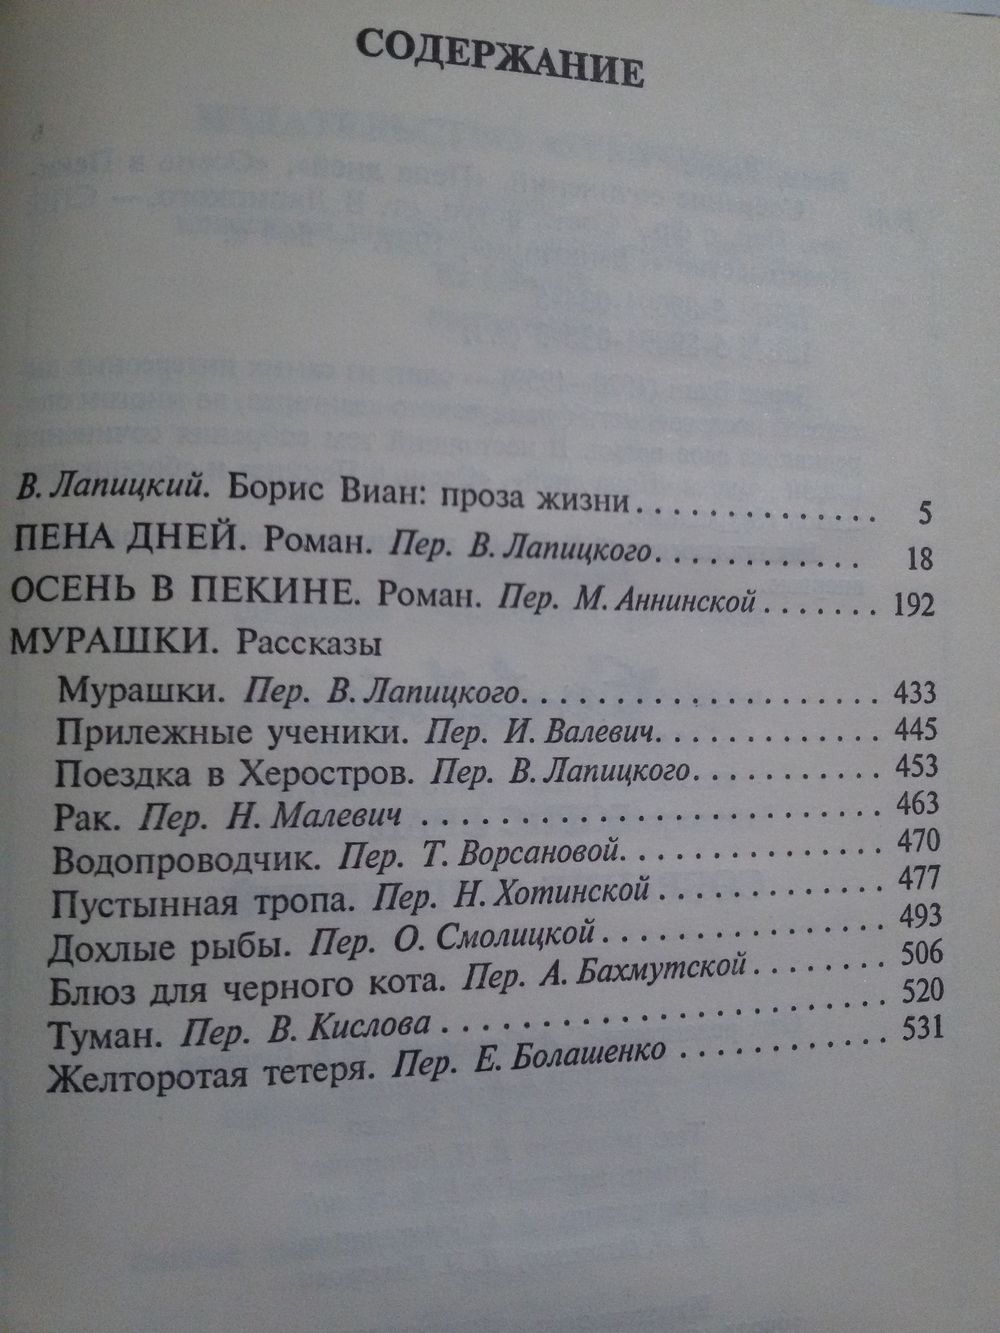 СОДЕРЖАНИЕ
В. Лапицкий. Борис Виан: проза жизни . . . . . . . . . . . . . . 5
ПЕНА ДНЕЙ. Роман. Пер. В. Лапицкого. . . . . . . . . . . . 18
ОСЕНЬ В ПЕКИНЕ. Роман. Пер. М. Аннинской . . . . . . . 192
МУРАШКИ. Рассказы
Мурашки. Пер. В. Лапицкого. . . . . . . . . . . . . . . . . . . . 433
Прилежные ученики. Пер. И. Валевич. . . . . . . . . . . . . 445
Поездка в Херостров. Пер. В. Лапицкого. . . . . . . . . . . 453
Рак. Пер. Н. Малевич . . . . . . . . . . . . . . . . . . . . . . . . . 463
Водопроводчик. Пер. Т. Ворсановой. . . . . . . . . . . . . . . 470
Пустынная тропа. Пер. Н. Хотинской . . . . . . . . . . . . . 477
Дохлые рыбы. Пер. О. Смолицкой . . . . . . . . . . . . . . . . 493
Блюз для черного кота. Пер. А. Бахмутской . . . . . . . . 506
Туман. Пер. В. Кислова . . . . . . . . . . . . . . . . . . . . . . . . 520
Желторотая тетеря. Пер. Е. Болашенко . . . . . . . . . . . . 531